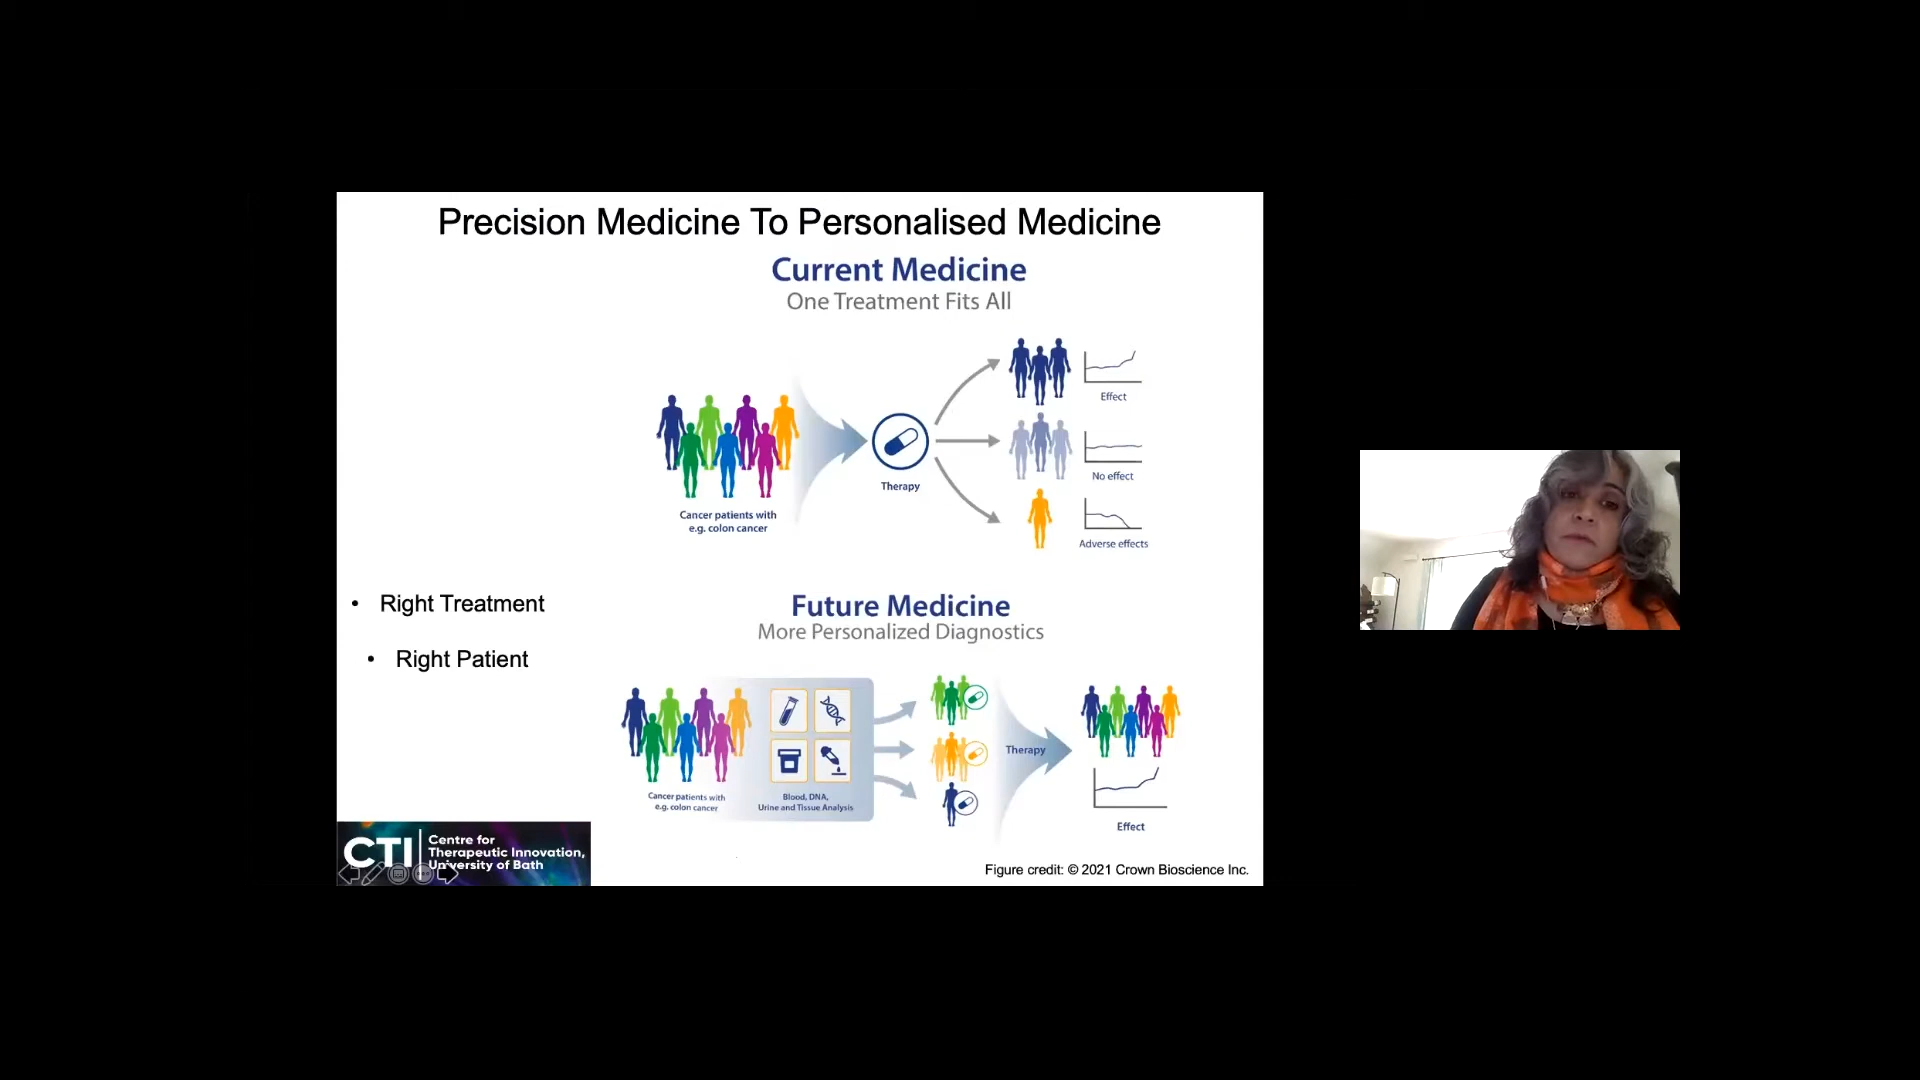 Precision Medicine To Personalised Medicine
Current Medicine
One Treatment Fits All
Effect
No effect
Adverse effects
Therapy
Cancer patients with
e.g. colon cancer
• Right Treatment
• Right Patient
Future Medicine
More Personalized Diagnostics
Cancer patients with
e.g. colon cancer
Blood, DNA,
Urine and Tissue Analysis
Therapy
Effect
CTI
Centre for
Therapeutic Innovation,
University of Bath
Figure credit: © 2021 Crown Bioscience Inc.